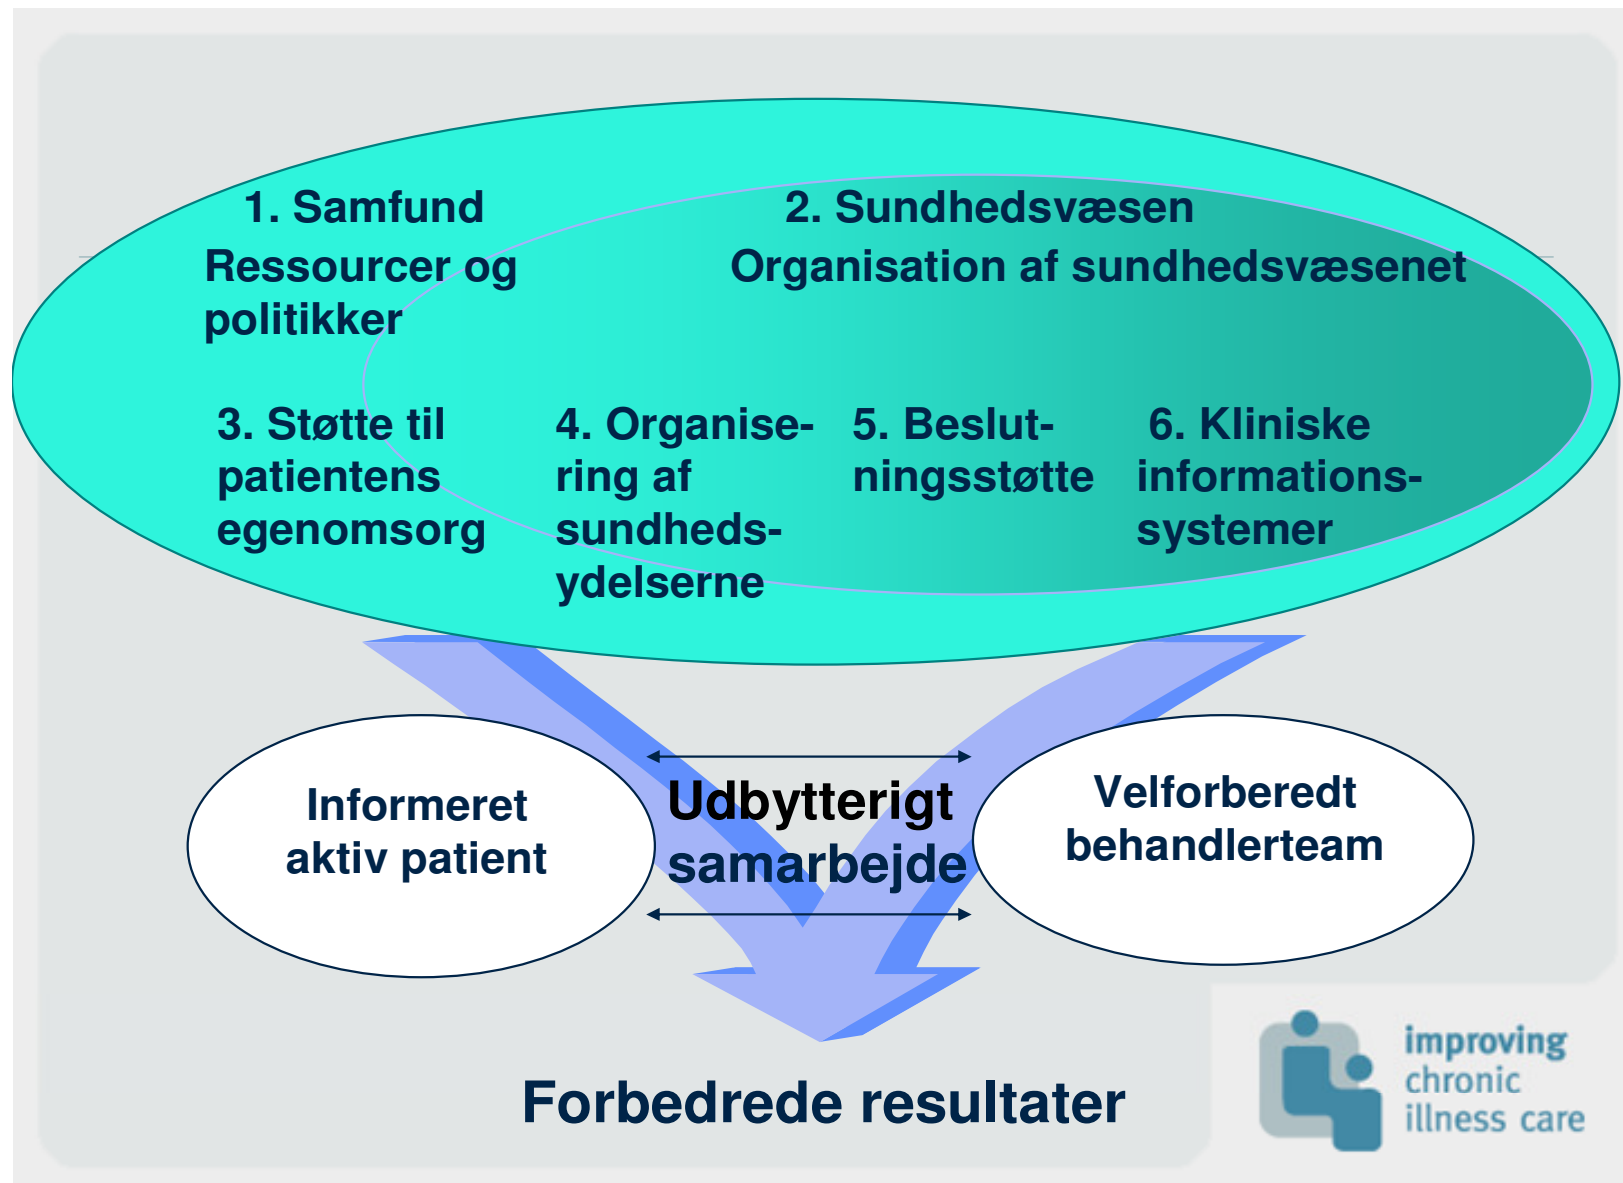 1. Samfund
Ressourcer og
politikker
2. Sundhedsvæsen
Organisation af sundhedsvæsenet
3. Støtte til
patientens
egenomsorg
4. Organise-
ring af
sundheds-
ydelserne
5. Beslut-
ningsstøtte
6. Kliniske
informations-
systemer
Informeret
aktiv patient
Udbytterigt
samarbejde
Velforberedt
behandlerteam
Forbedrede resultater
improving
chronic
illness care